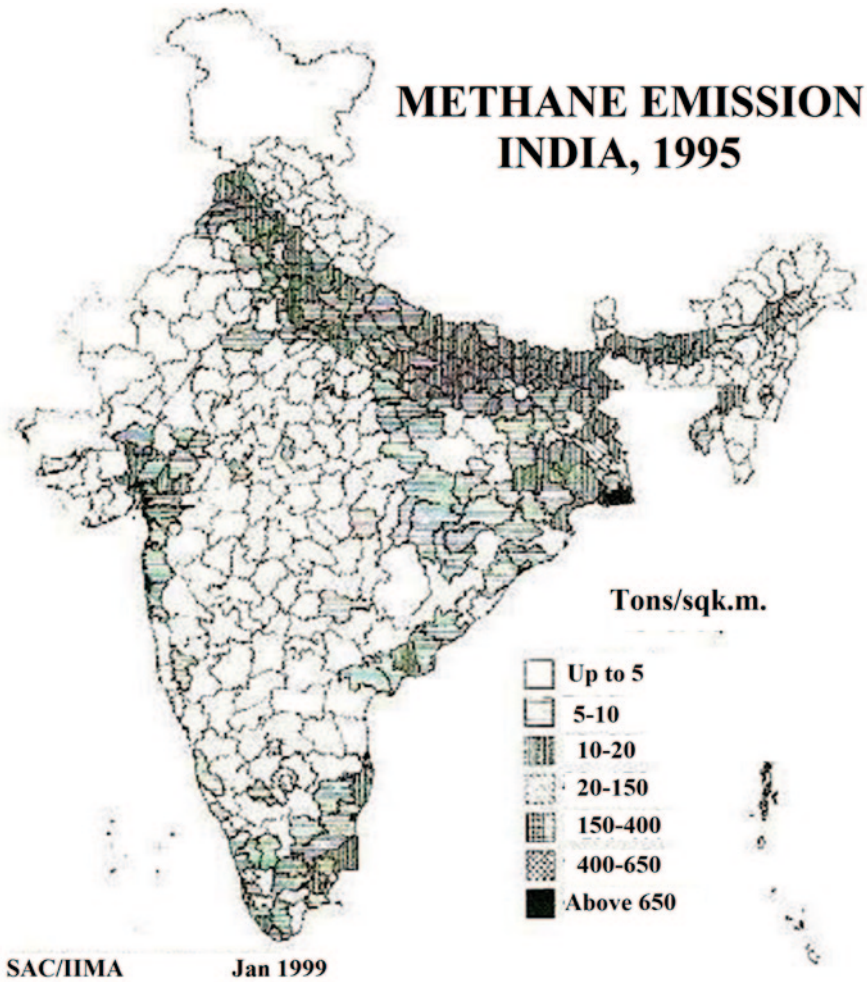 METHANE EMISSION
INDIA, 1995
Tons/sqk.m.
Up to 5
5-10
10-20
20-150
150-400
400-650
Above 650
SAC/IIMA Jan 1999